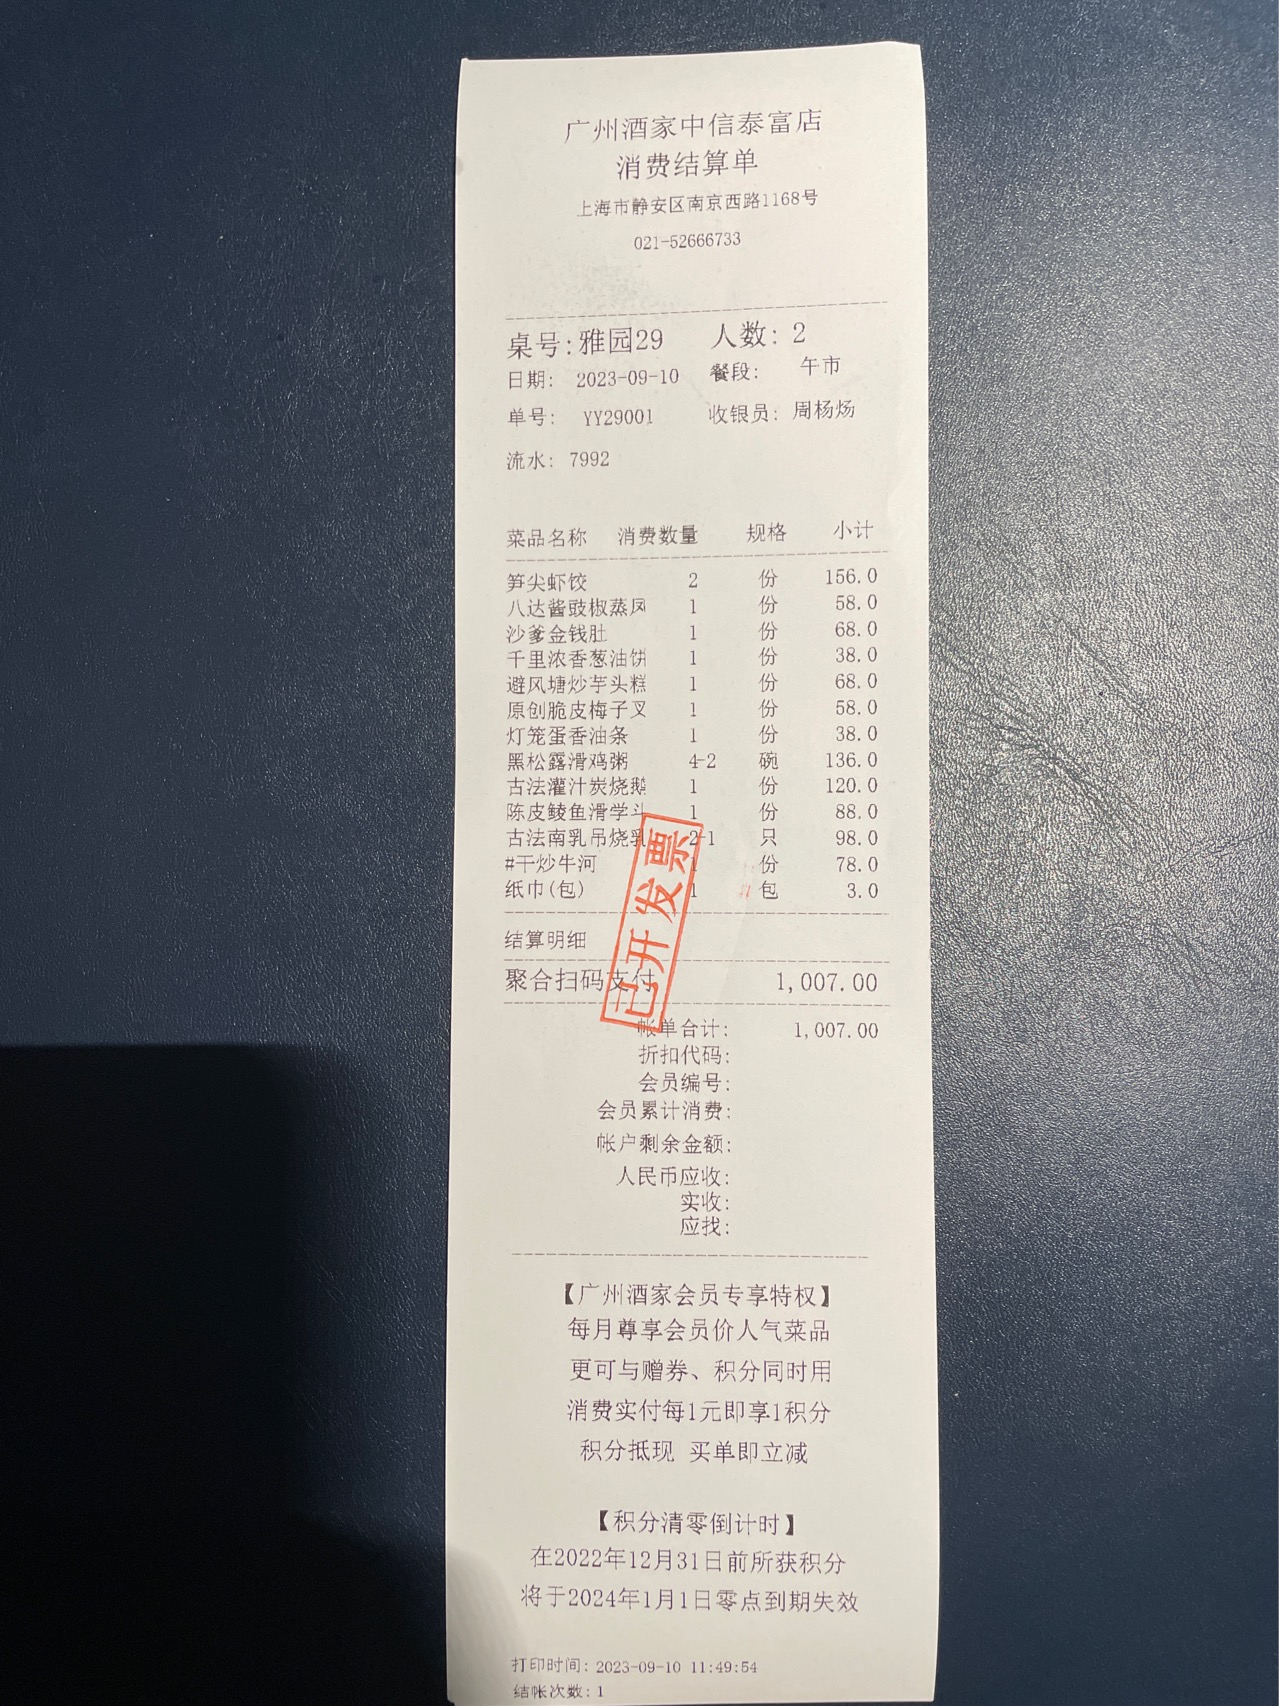 广州酒家中信泰富店
消费结算单
上海市静安区南京西路1168号
021-52666733
桌号:雅园29 人数: 2
日期: 2023-09-10 餐段: 午市
单号: YY29001 收银员: 周杨炀
流水: 7992
菜品名称 消费数量 规格 小计
笋尖虾饺 2 份 156.0
八达酱豉椒蒸凤 1 份 58.0
沙爹金钱肚 1 份 68.0
千里浓香葱油饼 1 份 38.0
避风塘炒芋头糕 1 份 68.0
原创脆皮梅子叉 1 份 58.0
灯笼蛋香油条 1 份 38.0
黑松露滑鸡粥 4-2 碗 136.0
古法灌汁炭烧鹅 1 份 120.0
陈皮鲮鱼滑学斗 1 份 88.0
古法南乳吊烧乳 2-1 只 98.0
#干炒牛河 1 份 78.0
纸巾(包) 1 包 3.0
已开发票
结算明细
聚合扫码支付 1,007.00
帐单合计: 1,007.00
折扣代码:
会员编号:
会员累计消费:
帐户剩余金额:
人民币应收:
实收:
应找:
【广州酒家会员专享特权】
每月尊享会员价人气菜品
更可与赠券、积分同时用
消费实付每1元即享1积分
积分抵现 买单即立减
【积分清零倒计时】
在2022年12月31日前所获积分
将于2024年1月1日零点到期失效
打印时间: 2023-09-10 11:49:54
结帐次数: 1